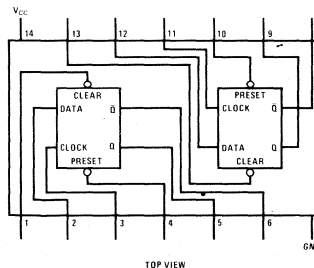 VCC
14 13 12 11 10 9
CLEAR
DATA Q̄
CLOCK Q
PRESET
PRESET
CLOCK Q̄
DATA Q
CLEAR
1 2 3 4 5 6
GN
TOP VIEW